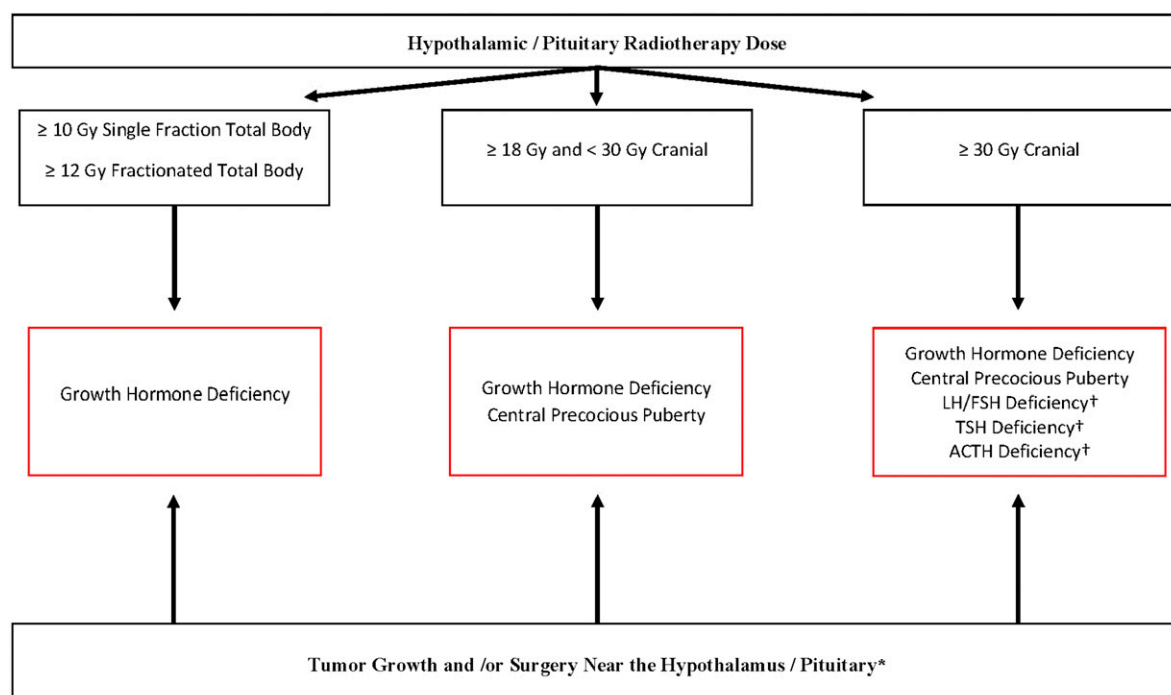 Hypothalamic / Pituitary Radiotherapy Dose
≥ 10 Gy Single Fraction Total Body
≥ 12 Gy Fractionated Total Body
≥ 18 Gy and < 30 Gy Cranial
≥ 30 Gy Cranial
Growth Hormone Deficiency
Growth Hormone Deficiency
Central Precocious Puberty
Growth Hormone Deficiency
Central Precocious Puberty
LH/FSH Deficiency†
TSH Deficiency†
ACTH Deficiency†
Tumor Growth and /or Surgery Near the Hypothalamus / Pituitary*